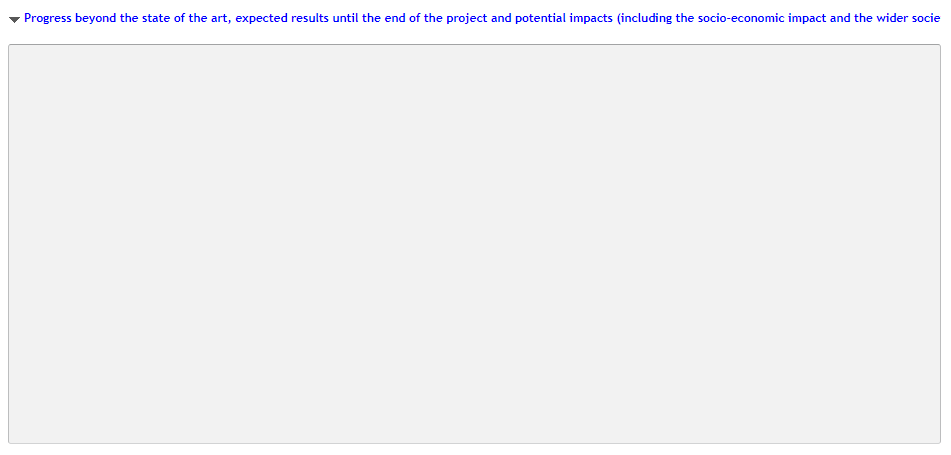 Progress beyond the state of the art, expected results until the end of the project and potential impacts (including the socio-economic impact and the wider socie